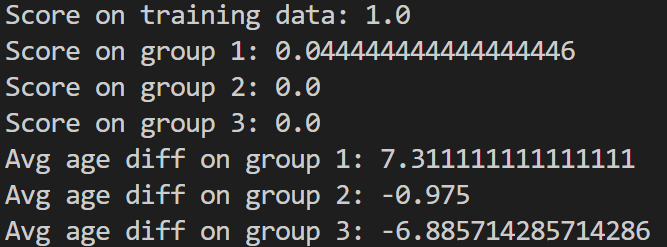 Score on training data: 1.0
Score on group 1: 0.044444444444444446
Score on group 2: 0.0
Score on group 3: 0.0
Avg age diff on group 1: 7.311111111111111
Avg age diff on group 2: -0.975
Avg age diff on group 3: -6.885714285714286